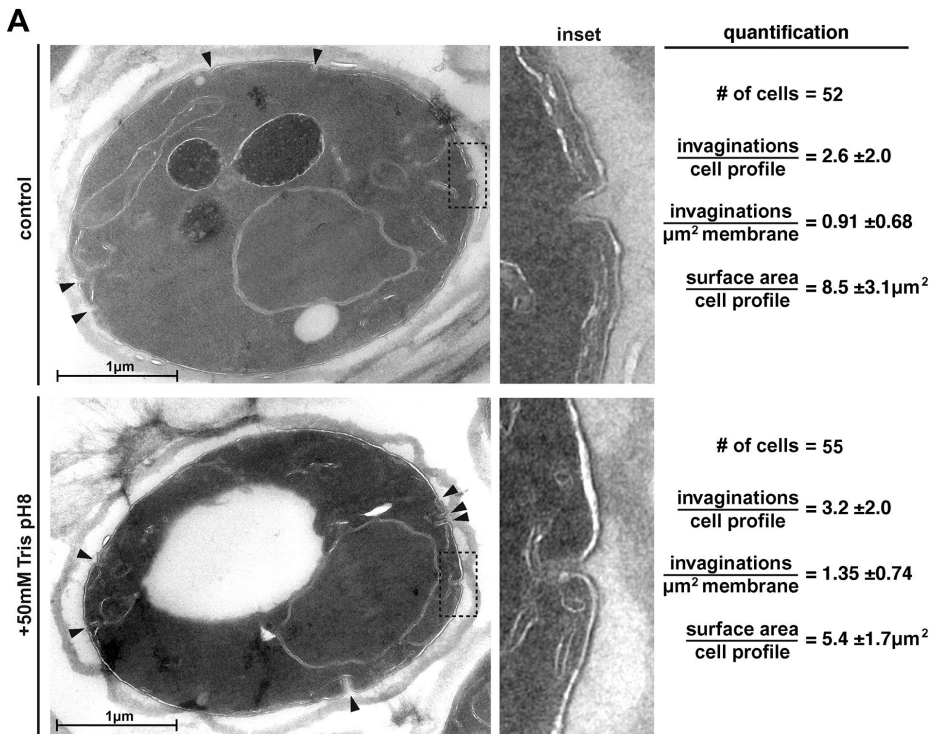 A
inset
quantification
control
1µm
# of cells = 52
invaginations
cell profile = 2.6 ±2.0
invaginations
µm² membrane = 0.91 ±0.68
surface area
cell profile = 8.5 ±3.1µm²
+50mM Tris pH8
1µm
# of cells = 55
invaginations
cell profile = 3.2 ±2.0
invaginations
µm² membrane = 1.35 ±0.74
surface area
cell profile = 5.4 ±1.7µm²